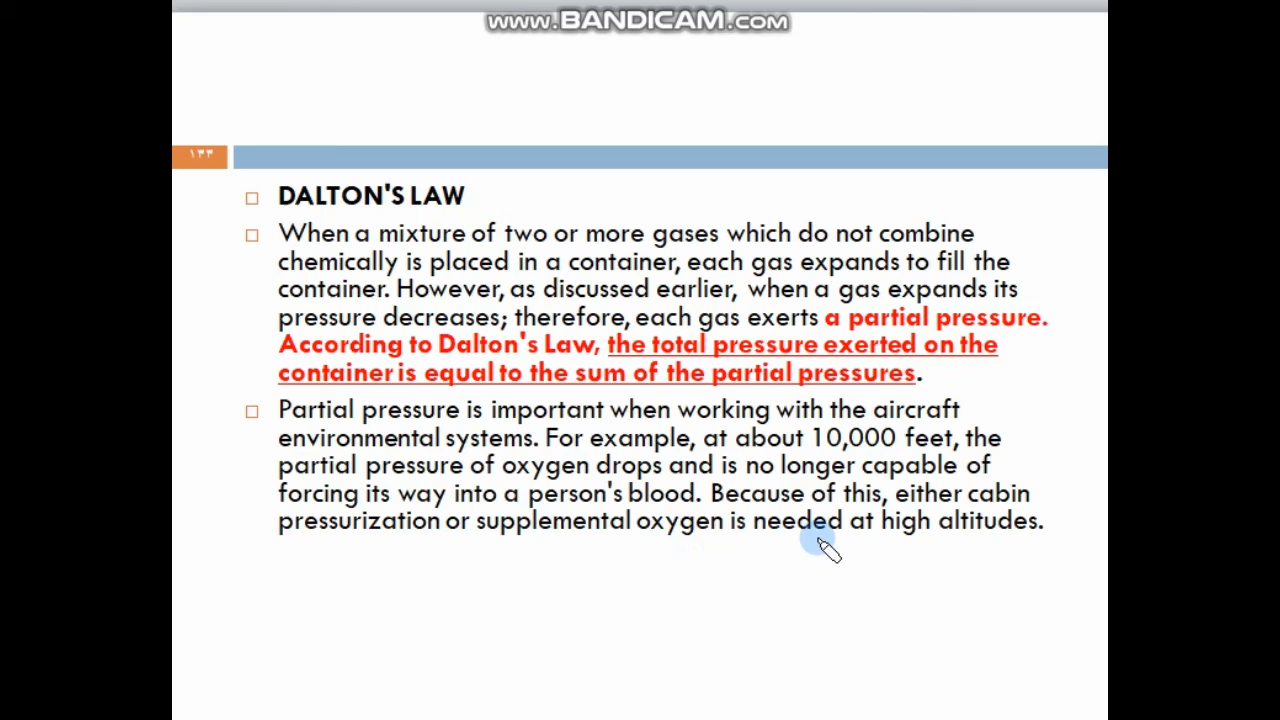 www.BANDICAM.com
١٣٣
DALTON'S LAW
When a mixture of two or more gases which do not combine
chemically is placed in a container, each gas expands to fill the
container. However, as discussed earlier, when a gas expands its
pressure decreases; therefore, each gas exerts a partial pressure.
According to Dalton's Law, the total pressure exerted on the
container is equal to the sum of the partial pressures.
Partial pressure is important when working with the aircraft
environmental systems. For example, at about 10,000 feet, the
partial pressure of oxygen drops and is no longer capable of
forcing its way into a person's blood. Because of this, either cabin
pressurization or supplemental oxygen is needed at high altitudes.